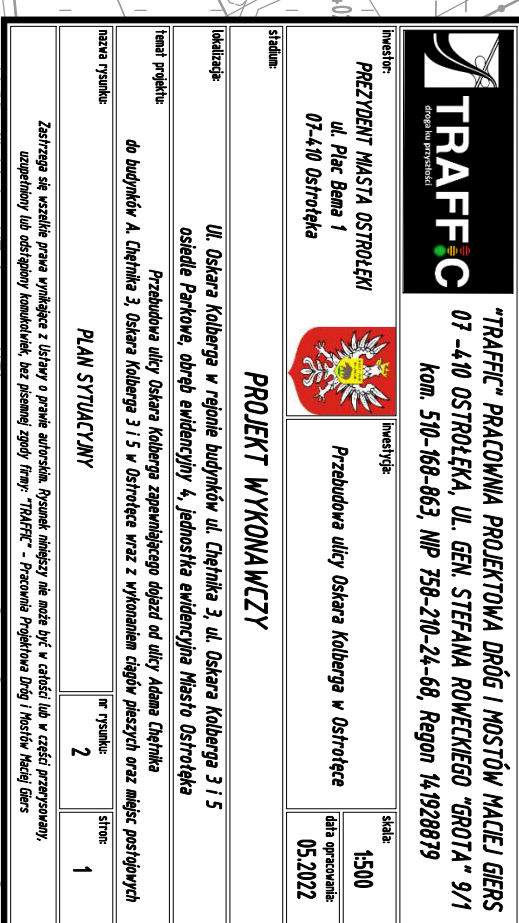 TRAFFIC
droga ku przyszłości
"TRAFFIC" PRACOWNIA PROJEKTOWA DRÓG I MOSTÓW MACIEJ GIERS
07 -410 OSTROŁĘKA, UL. GEN. STEFANA ROWECKIEGO "GROTA" 9/1
kom. 510-168-863, NIP 758-210-24-68, Regon 141928879
inwestor:
PREZYDENT MIASTA OSTROŁĘKI
ul. Plac Bema 1
07-410 Ostrołęka
inwestycja:
Przebudowa ulicy Oskara Kolberga w Ostrołęce
skala:
1:500
data opracowania:
05.2022
stadium:
PROJEKT WYKONAWCZY
lokalizacja:
Ul. Oskara Kolberga w rejonie budynków ul. Chętnika 3, ul. Oskara Kolberga 3 i 5
osiedle Parkowe, obręb ewidencyjny 4, jednostka ewidencyjna Miasto Ostrołęka
temat projektu:
Przebudowa ulicy Oskara Kolberga zapewniającego dojazd od ulicy Adama Chętnika
do budynków A. Chętnika 3, Oskara Kolberga 3 i 5 w Ostrołęce wraz z wykonaniem ciągów pieszych oraz miejsc postojowych
nazwa rysunku:
PLAN SYTUACYJNY
nr rysunku:
2
stron:
1
Zastrzega się wszelkie prawa wynikające z Ustawy o prawie autorskim. Rysunek niniejszy nie może być w całości lub w części przerysowany,
uzupełniony lub odstąpiony komukolwiek, bez pisemnej zgody firmy: "TRAFFIC" - Pracownia Projektowa Dróg i Mostów Maciej Giers